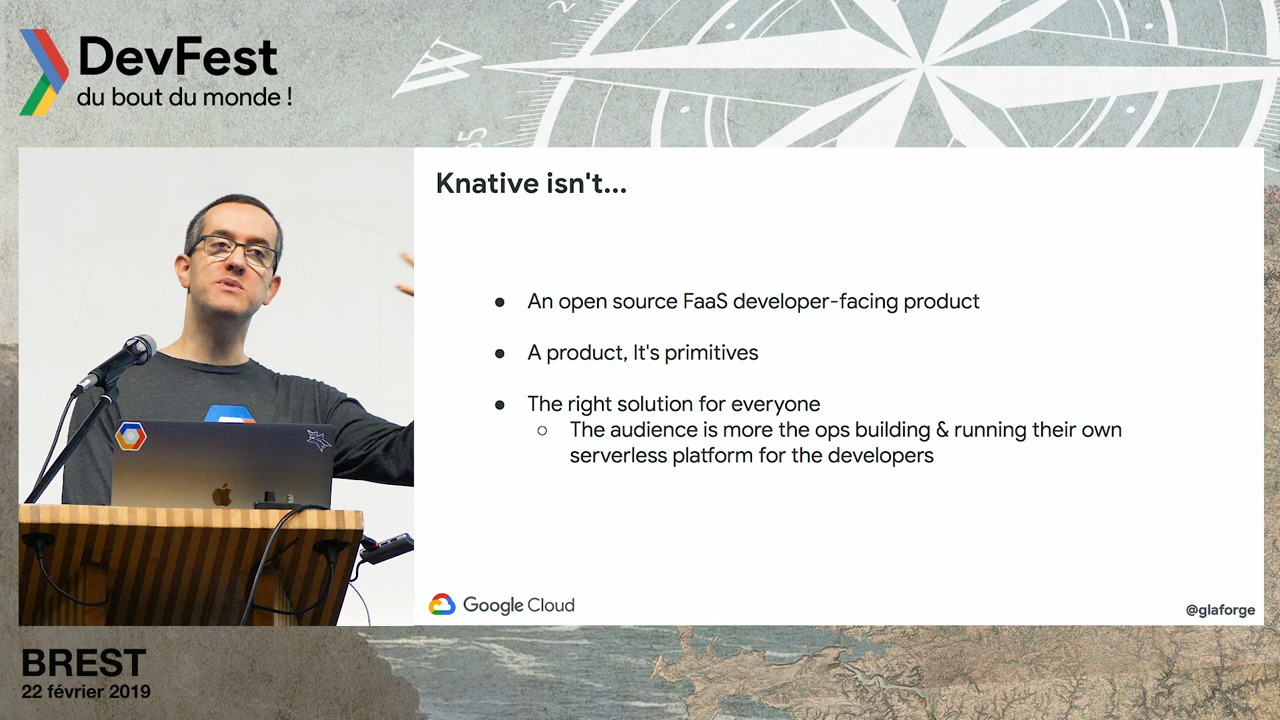 DevFest
du bout du monde !
W
Knative isn't...
● An open source FaaS developer-facing product
● A product, It's primitives
● The right solution for everyone
○ The audience is more the ops building & running their own
serverless platform for the developers
Google Cloud
@glaforge
BREST
22 février 2019